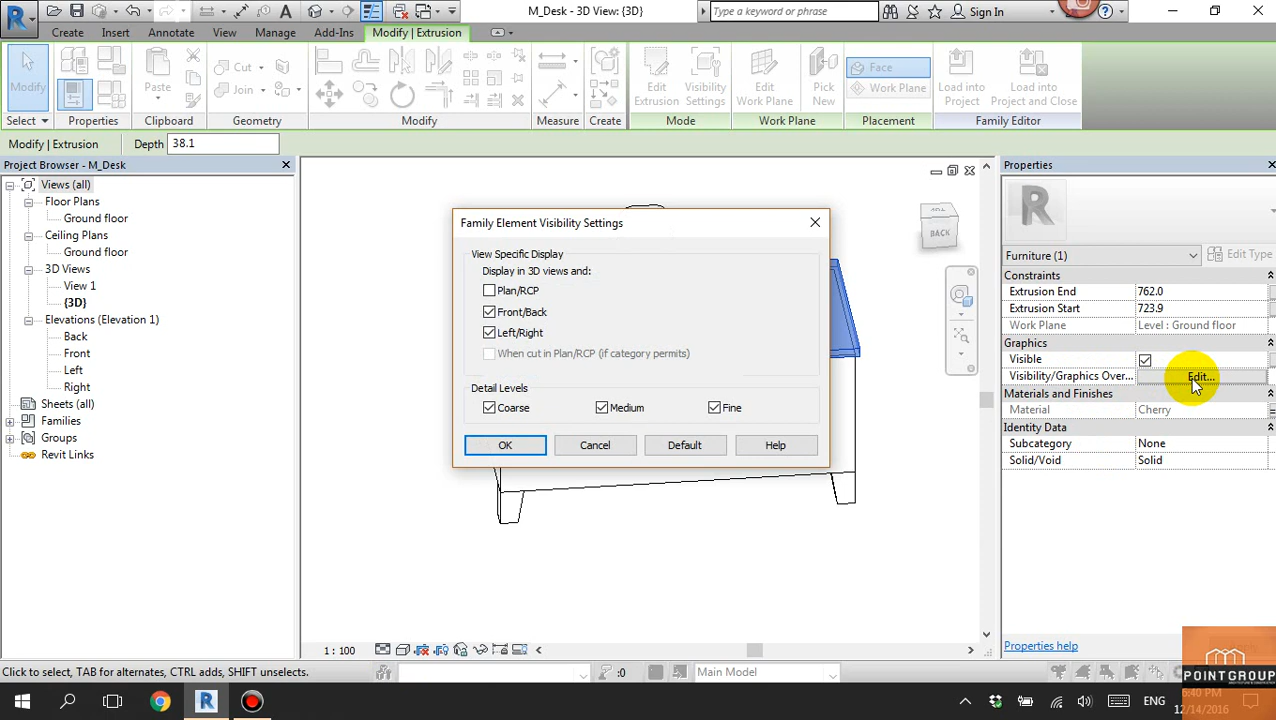 M_Desk - 3D View: {3D}
Type a keyword or phrase
Sign In
Create
Insert
Annotate
View
Manage
Add-Ins
Modify | Extrusion
Modify
Paste
Cut
Join
Edit Extrusion
Visibility Settings
Edit Work Plane
Pick New
Face
Work Plane
Load into Project
Load into Project and Close
Select
Properties
Clipboard
Geometry
Modify
Measure
Create
Mode
Work Plane
Placement
Family Editor
Modify | Extrusion
Depth
38.1
Project Browser - M_Desk
Views (all)
Floor Plans
Ground floor
Ceiling Plans
Ground floor
3D Views
View 1
{3D}
Elevations (Elevation 1)
Back
Front
Left
Right
Sheets (all)
Families
Groups
Revit Links
BACK
Family Element Visibility Settings
View Specific Display
Display in 3D views and:
Plan/RCP
Front/Back
Left/Right
When cut in Plan/RCP (if category permits)
Detail Levels
Coarse
Medium
Fine
OK
Cancel
Default
Help
Properties
R
Furniture (1)
Edit Type
Constraints
Extrusion End
762.0
Extrusion Start
723.9
Work Plane
Level : Ground floor
Graphics
Visible
Visibility/Graphics Over...
Edit...
Materials and Finishes
Material
Cherry
Identity Data
Subcategory
None
Solid/Void
Solid
Properties help
1 : 100
Click to select, TAB for alternates, CTRL adds, SHIFT unselects.
:0
Main Model
POINTGROUP
ENG
6:40 PM
12/14/2016